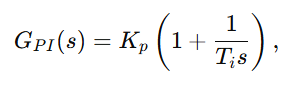 G_{PI}(s) = K_p \left( 1 + \frac{1}{T_i s} \right),